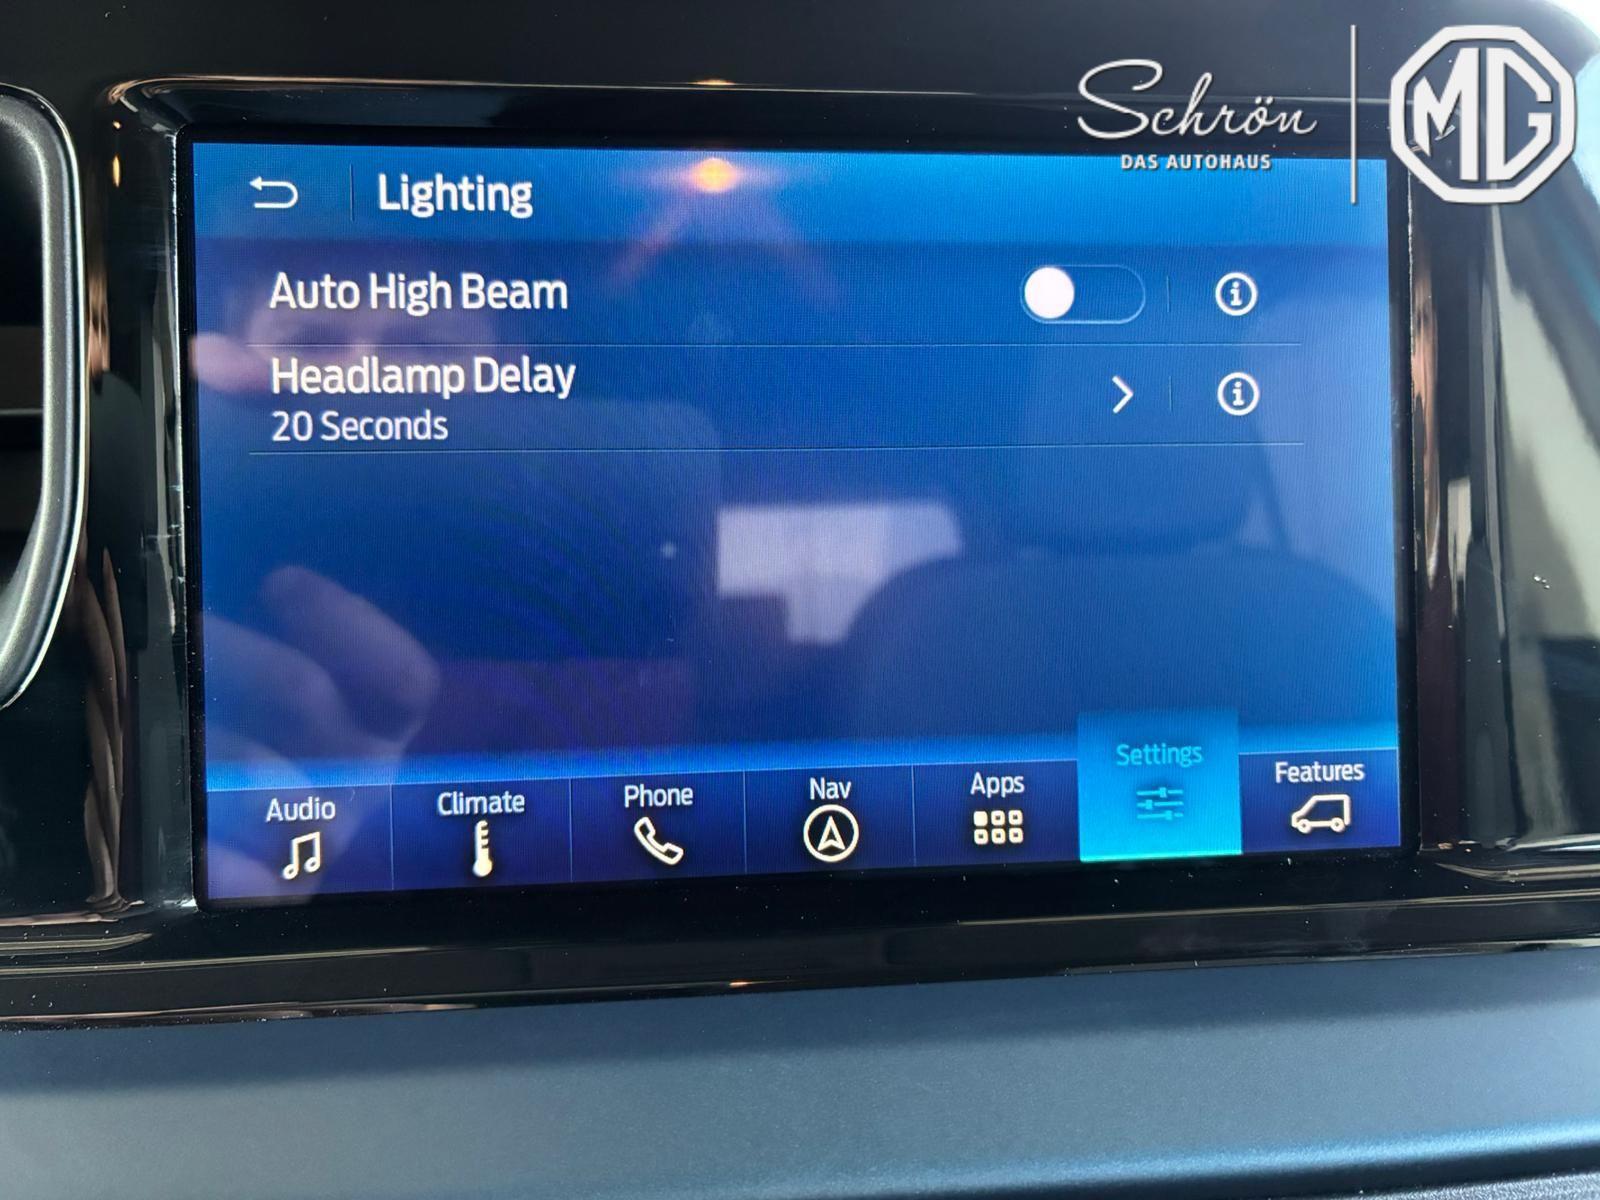 Schrön
DAS AUTOHAUS
MG
Lighting
Auto High Beam
Headlamp Delay
20 Seconds
Audio
Climate
Phone
Nav
Apps
Settings
Features